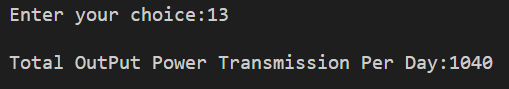 Enter your choice:13
Total OutPut Power Transmission Per Day:1040